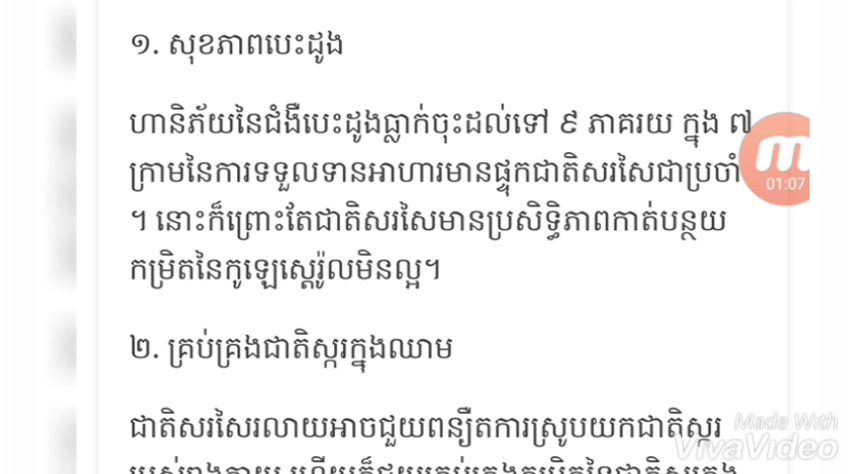 ១. សុខភាពបេះដូង
ហានិភ័យនៃជំងឺបេះដូងធ្លាក់ចុះដល់ទៅ ៩ ភាគរយ ក្នុង ៧
ក្រាមនៃការទទួលទានអាហារមានផ្ទុកជាតិសរសៃជាប្រចាំ
។ នោះក៏ព្រោះតែជាតិសរសៃមានប្រសិទ្ធិភាពកាត់បន្ថយ
កម្រិតនៃកូឡេស្តេរ៉ូលមិនល្អ។
២. គ្រប់គ្រងជាតិស្ករក្នុងឈាម
ជាតិសរសៃរលាយអាចជួយពន្យឺតការស្រូបយកជាតិស្ករ
01:07
Made With
VivaVideo